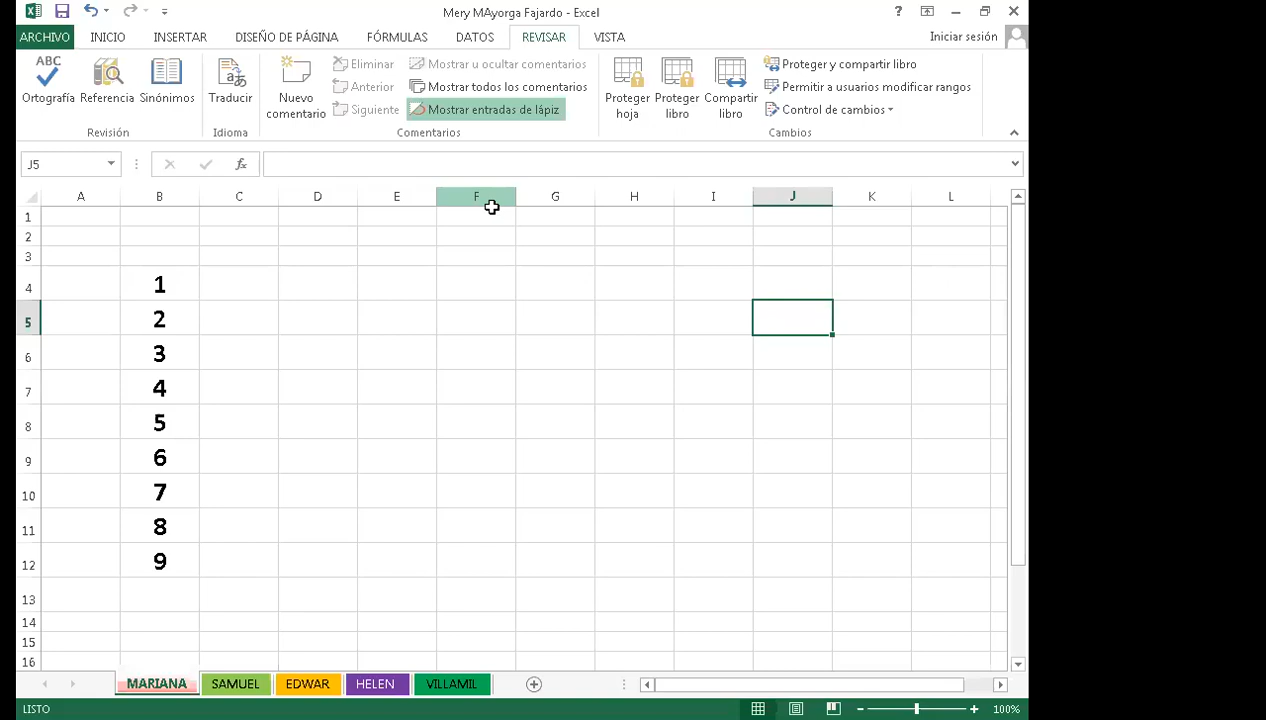 Mery MAyorga Fajardo - Excel
?
ARCHIVO INICIO INSERTAR DISEÑO DE PÁGINA FÓRMULAS DATOS REVISAR VISTA Iniciar sesión
ABC
Ortografía Referencia Sinónimos
Revisión
Traducir
Idioma
Nuevo comentario
Eliminar
Anterior
Siguiente
Mostrar u ocultar comentarios
Mostrar todos los comentarios
Mostrar entradas de lápiz
Comentarios
Proteger hoja
Proteger libro
Compartir libro
Proteger y compartir libro
Permitir a usuarios modificar rangos
Control de cambios
Cambios
J5 fx
A B C D E F G H I J K L
1
2
3
4 1
5 2
6 3
7 4
8 5
9 6
10 7
11 8
12 9
13
14
15
16
MARIANA SAMUEL EDWAR HELEN VILLAMIL
LISTO 100%